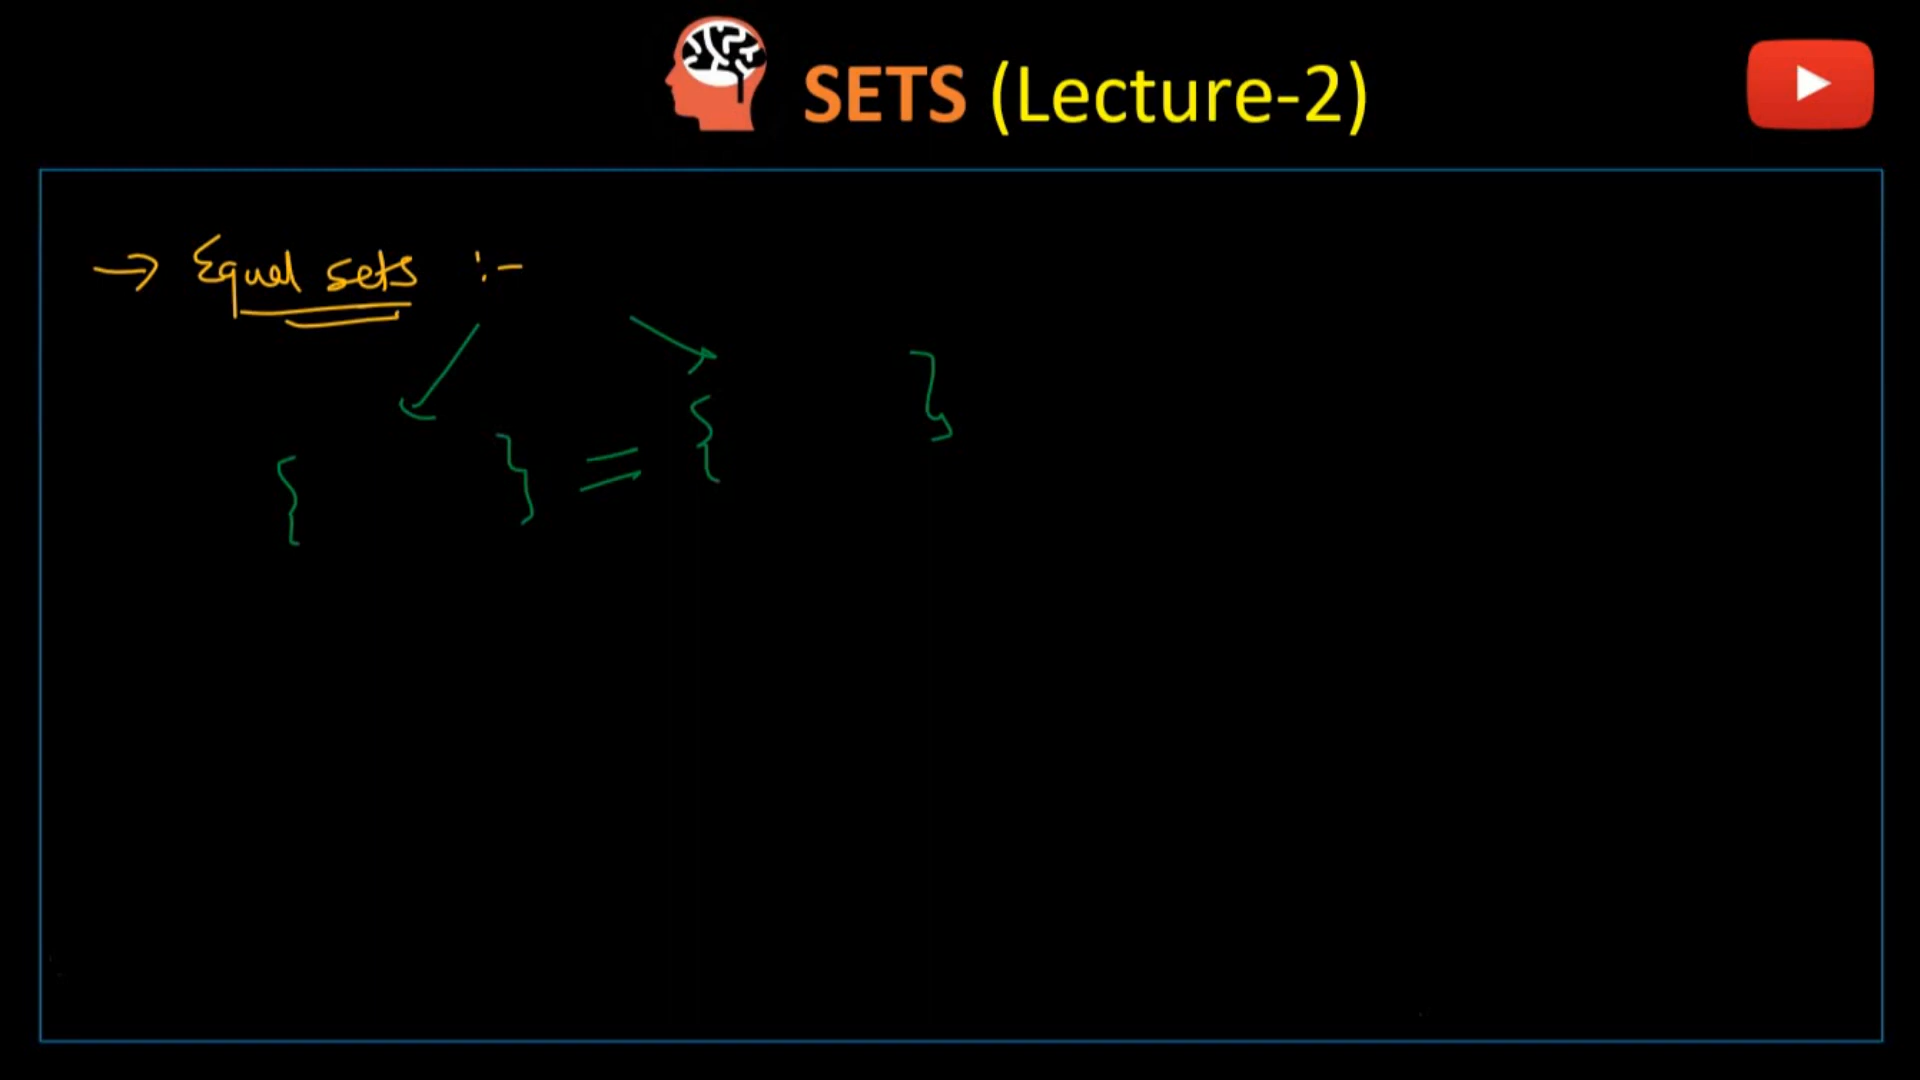 SETS (Lecture-2)
→ Equal sets :-
{ } = { }